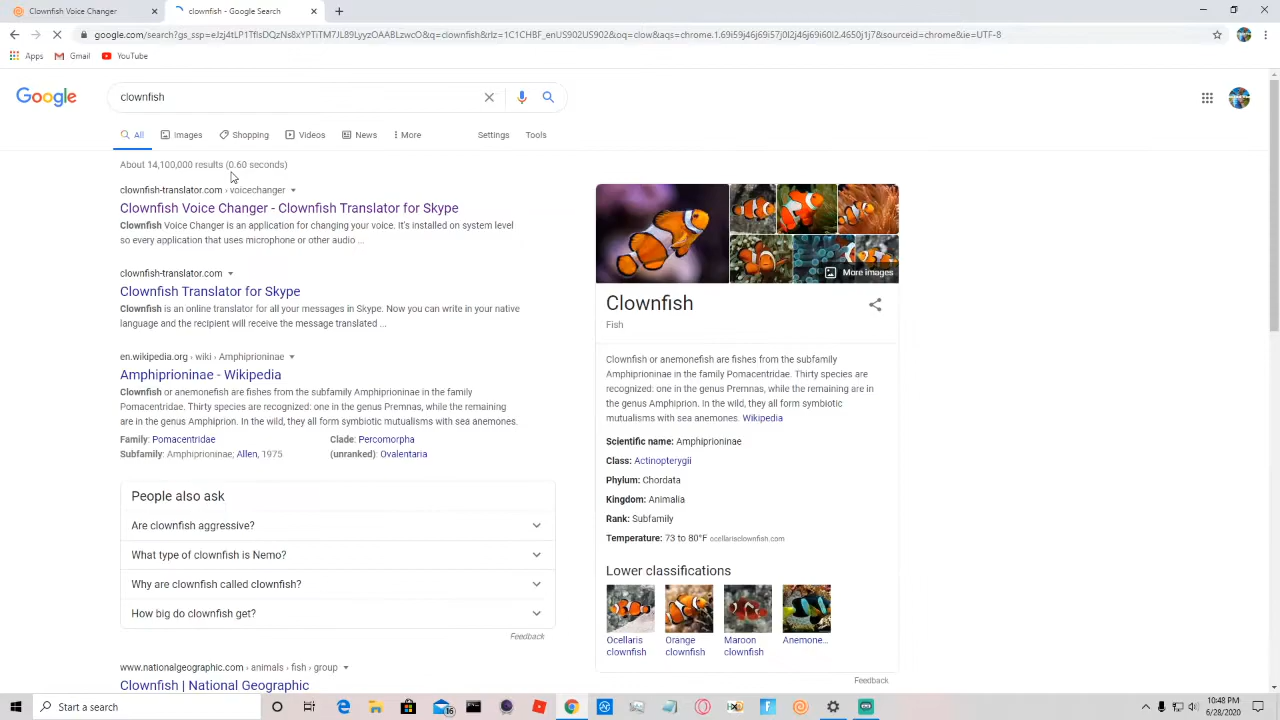 Clownfish Voice Changer
clownfish - Google Search
google.com/search?gs_ssp=eJzj4tLP1TflsDQzNs8xYPTiTM7JL89LyyzOAABLzwcO&q=clownfish&rlz=1C1CHBF_enUS902US902&oq=clow&aqs=chrome.1.69i59j46j69i57j0l2j46j69i60l2.4650j1j7&sourceid=chrome&ie=UTF-8
Apps
Gmail
YouTube
Google
clownfish
All
Images
Shopping
Videos
News
More
Settings
Tools
About 14,100,000 results (0.60 seconds)
clownfish-translator.com › voicechanger
Clownfish Voice Changer - Clownfish Translator for Skype
Clownfish Voice Changer is an application for changing your voice. It's installed on system level
so every application that uses microphone or other audio ...
clownfish-translator.com
Clownfish Translator for Skype
Clownfish is an online translator for all your messages in Skype. Now you can write in your native
language and the recipient will receive the message translated ...
en.wikipedia.org › wiki › Amphiprioninae
Amphiprioninae - Wikipedia
Clownfish or anemonefish are fishes from the subfamily Amphiprioninae in the family
Pomacentridae. Thirty species are recognized: one in the genus Premnas, while the remaining
are in the genus Amphiprion. In the wild, they all form symbiotic mutualisms with sea anemones.
Family: Pomacentridae
Clade: Percomorpha
Subfamily: Amphiprioninae; Allen, 1975
(unranked): Ovalentaria
People also ask
Are clownfish aggressive?
What type of clownfish is Nemo?
Why are clownfish called clownfish?
How big do clownfish get?
Feedback
www.nationalgeographic.com › animals › fish › group
Clownfish | National Geographic
More images
Clownfish
Fish
Clownfish or anemonefish are fishes from the subfamily
Amphiprioninae in the family Pomacentridae. Thirty species are
recognized: one in the genus Premnas, while the remaining are in
the genus Amphiprion. In the wild, they all form symbiotic
mutualisms with sea anemones. Wikipedia
Scientific name: Amphiprioninae
Class: Actinopterygii
Phylum: Chordata
Kingdom: Animalia
Rank: Subfamily
Temperature: 73 to 80°F ocellarisclownfish.com
Lower classifications
Ocellaris
clownfish
Orange
clownfish
Maroon
clownfish
Anemone...
Feedback
Start a search
15
10:48 PM
6/28/2020